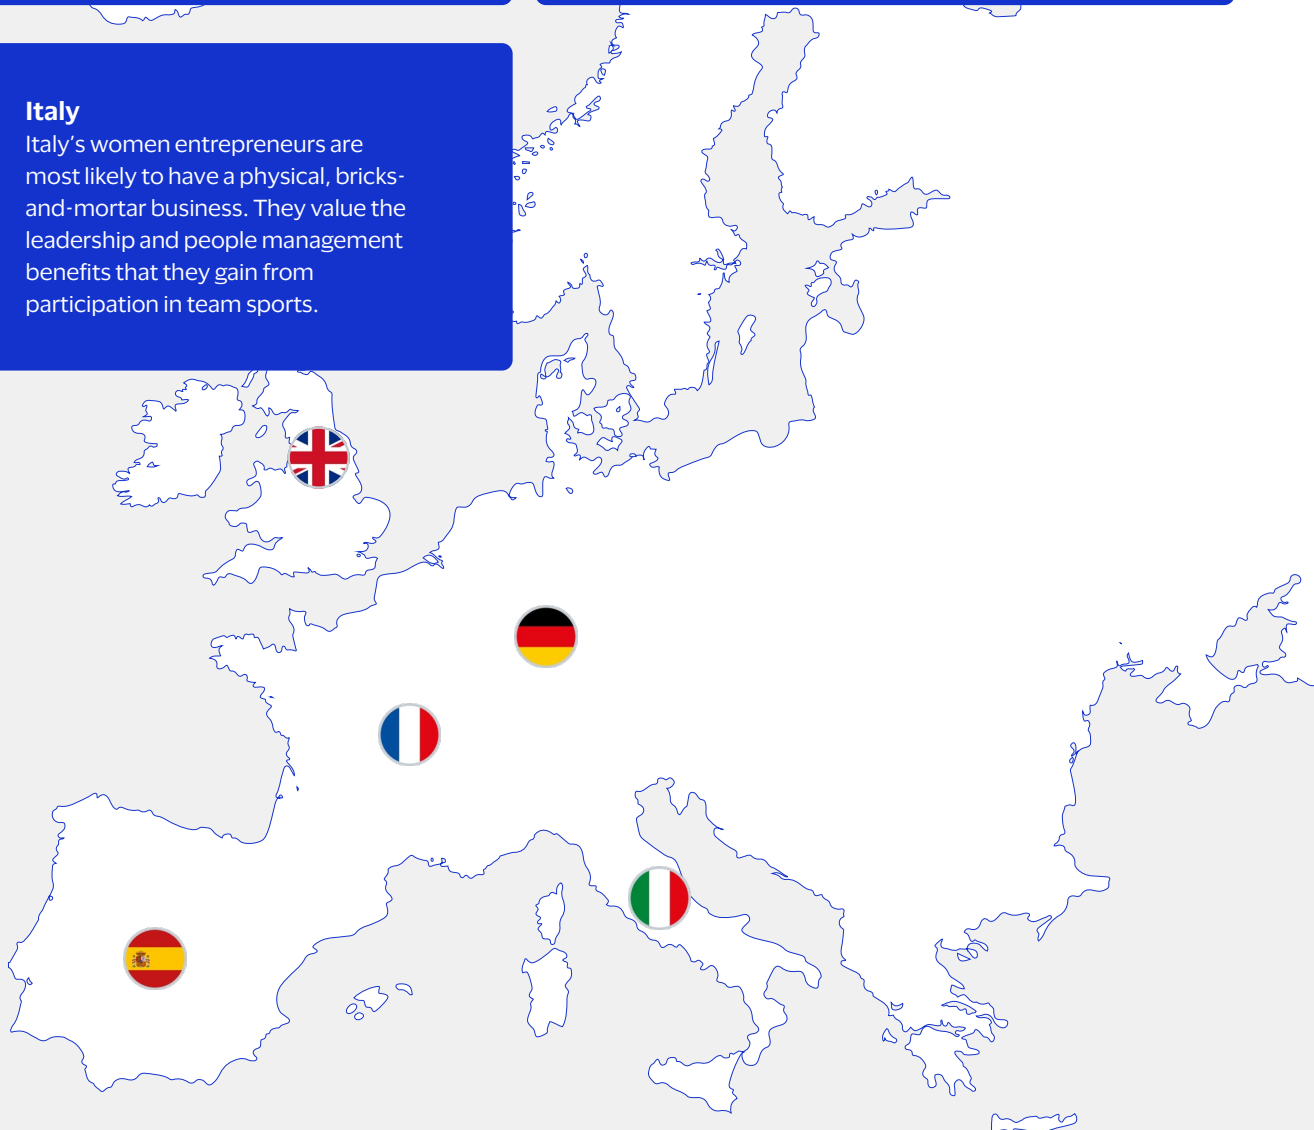 Italy
Italy’s women entrepreneurs are
most likely to have a physical, bricks-
and-mortar business. They value the
leadership and people management
benefits that they gain from
participation in team sports.